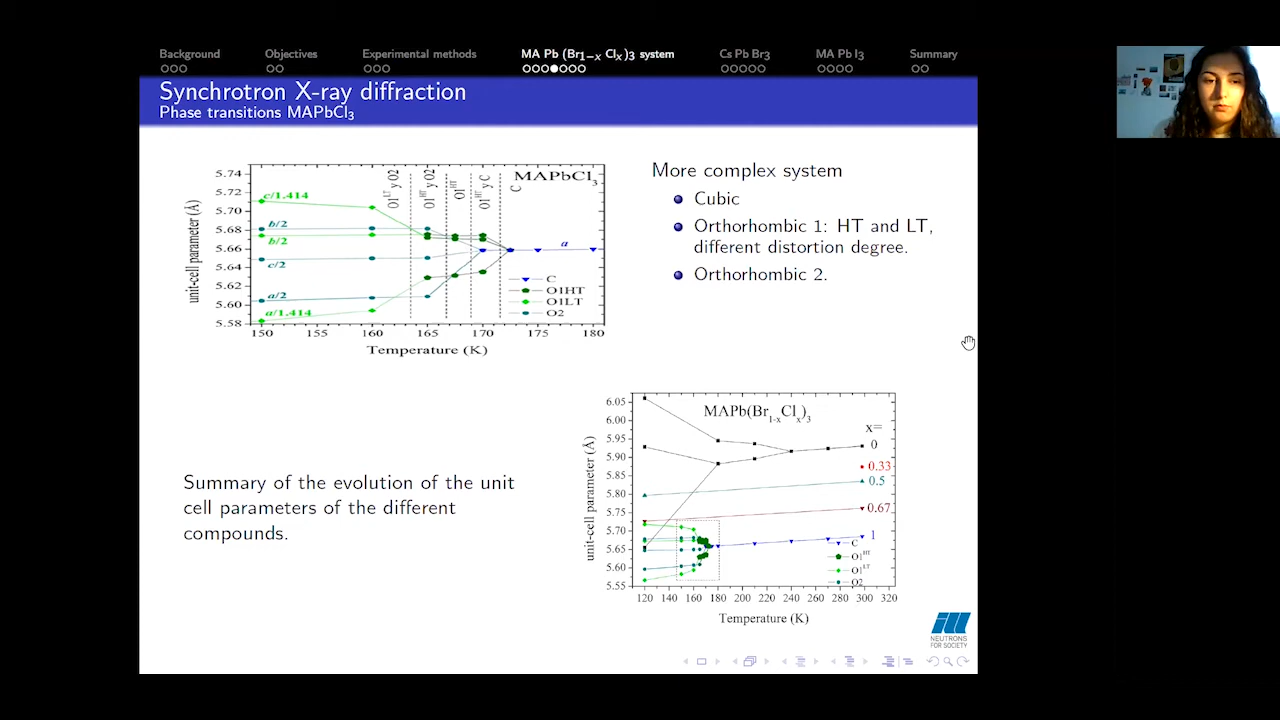 Background Objectives Experimental methods MA Pb (Br1−x Clx)3 system Cs Pb Br3 MA Pb I3 Summary
Synchrotron X-ray diffraction
Phase transitions MAPbCl3
More complex system
Cubic
Orthorhombic 1: HT and LT,
different distortion degree.
Orthorhombic 2.
MAPbCl3
O1LT y O2
O1HT y O2
O1HT
O1HT y C
C
5.74
5.72
5.70
5.68
5.66
5.64
5.62
5.60
5.58
unit-cell parameter (Å)
c/1.414
b/2
b/2
c/2
a/2
a/1.414
a
C
O1HT
O1LT
O2
150 155 160 165 170 175 180
Temperature (K)
Summary of the evolution of the unit
cell parameters of the different
compounds.
MAPb(Br1-xClx)3
x=
0
0.33
0.5
0.67
1
C
O1HT
O1LT
O2
6.05
6.00
5.95
5.90
5.85
5.80
5.75
5.70
5.65
5.60
5.55
unit-cell parameter (Å)
120 140 160 180 200 220 240 260 280 300 320
Temperature (K)
NEUTRONS
FOR SOCIETY